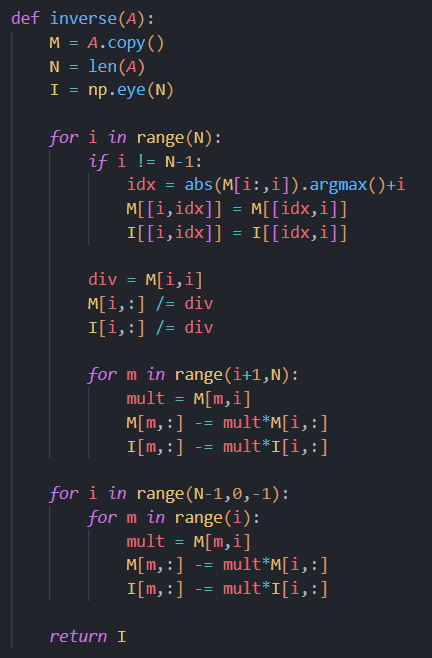 def inverse(A):
    M = A.copy()
    N = len(A)
    I = np.eye(N)

    for i in range(N):
        if i != N-1:
            idx = abs(M[i:,i]).argmax()+i
            M[[i,idx]] = M[[idx,i]]
            I[[i,idx]] = I[[idx,i]]

        div = M[i,i]
        M[i,:] /= div
        I[i,:] /= div

        for m in range(i+1,N):
            mult = M[m,i]
            M[m,:] -= mult*M[i,:]
            I[m,:] -= mult*I[i,:]

    for i in range(N-1,0,-1):
        for m in range(i):
            mult = M[m,i]
            M[m,:] -= mult*M[i,:]
            I[m,:] -= mult*I[i,:]

    return I